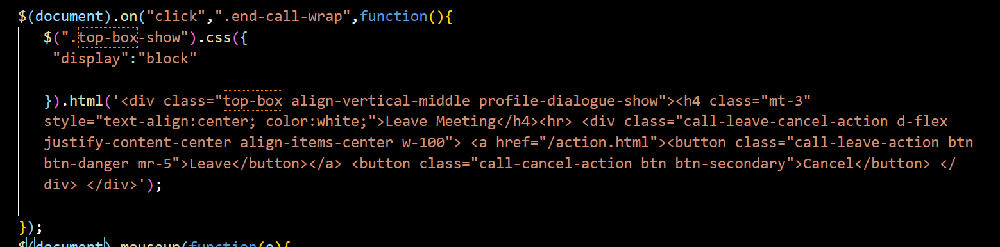 $(document).on("click",".end-call-wrap",function(){
$(".top-box-show").css({
"display":"block"
}).html('<div class="top-box align-vertical-middle profile-dialogue-show"><h4 class="mt-3"
style="text-align:center; color:white;">Leave Meeting</h4><hr> <div class="call-leave-cancel-action d-flex
justify-content-center align-items-center w-100"> <a href="/action.html"><button class="call-leave-action btn
btn-danger mr-5">Leave</button></a> <button class="call-cancel-action btn btn-secondary">Cancel</button> </
div> </div>');
});
$(document).mouseup(function(e){